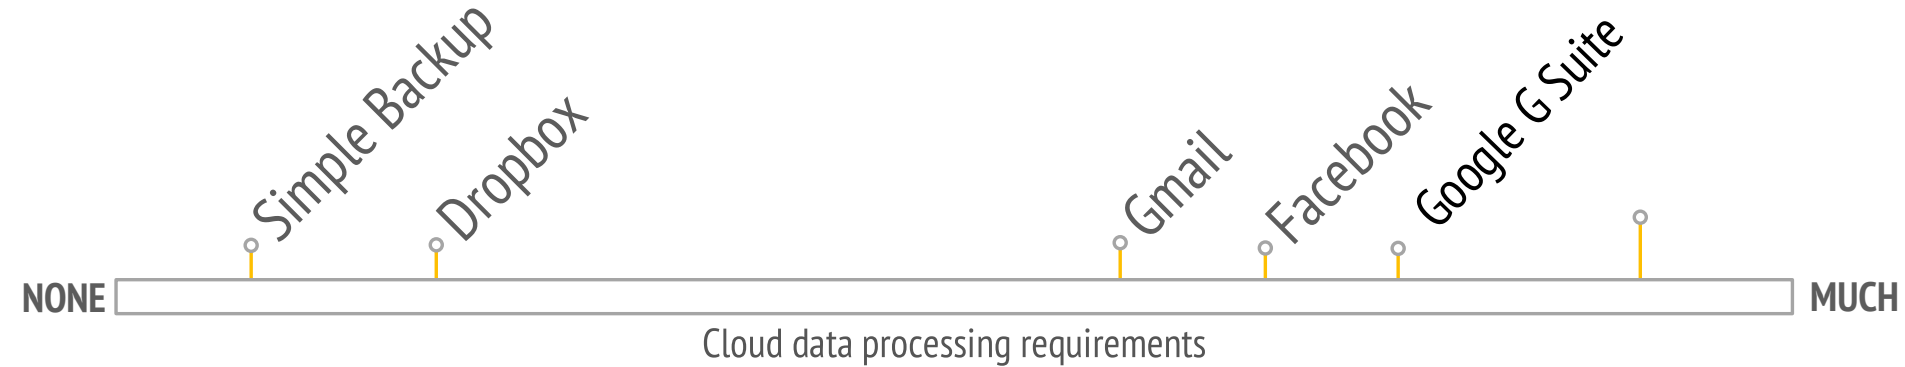 Simple Backup
Dropbox
Gmail
Facebook
Google G Suite
NONE
MUCH
Cloud data processing requirements